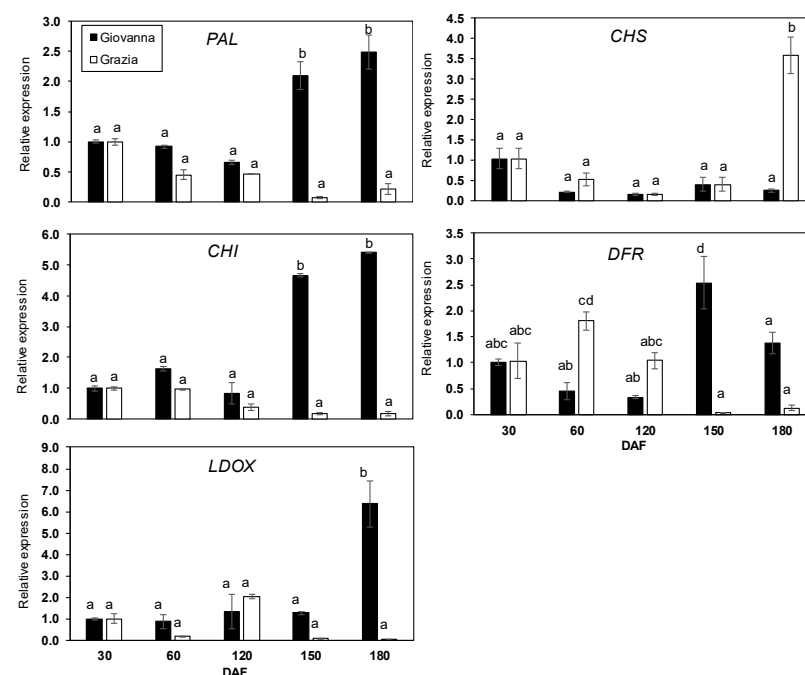 PAL
Giovanna
Grazia
Relative expression
3.0
2.5
2.0
1.5
1.0
0.5
0.0
a a a a a a b a b a
CHS
Relative expression
4.5
4.0
3.5
3.0
2.5
2.0
1.5
1.0
0.5
0.0
a a a a a a a a a b
CHI
Relative expression
6.0
5.0
4.0
3.0
2.0
1.0
0.0
a a a a a a b a b a
DFR
Relative expression
3.5
3.0
2.5
2.0
1.5
1.0
0.5
0.0
abc abc ab cd ab abc d a a a
30 60 120 150 180
DAF
LDOX
Relative expression
9.0
8.0
7.0
6.0
5.0
4.0
3.0
2.0
1.0
0.0
a a a a a a a a b a
30 60 120 150 180
DAF